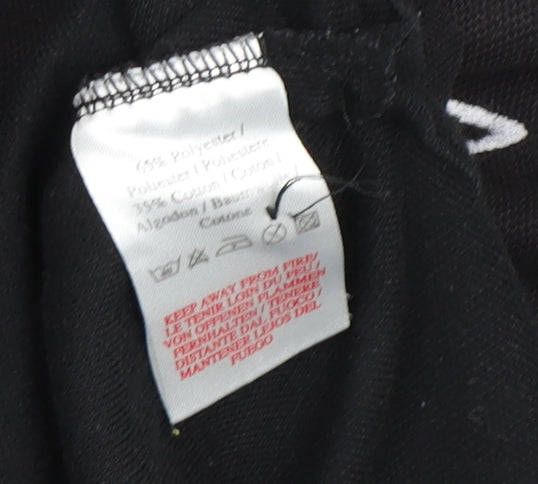 65% Polyester /
Polyester / Poliestere
35% Cotton / Coton /
Algodon / Baumwolle /
Cotone
KEEP AWAY FROM FIRE/
LE TENIR LOIN DU FEU /
VON OFFENEN FLAMMEN
FERNHALTEN / TENERE
DISTANTE DAL FUOCO /
MANTENER LEJOS DEL
FUEGO